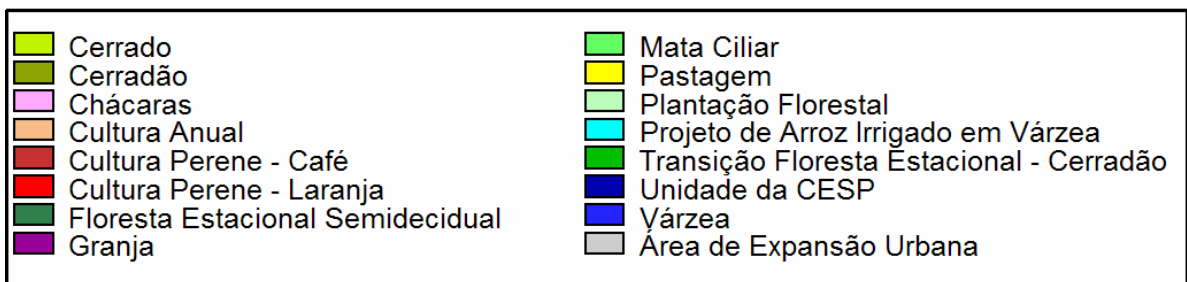 Cerrado
Cerradão
Chácaras
Cultura Anual
Cultura Perene - Café
Cultura Perene - Laranja
Floresta Estacional Semidecidual
Granja
Mata Ciliar
Pastagem
Plantação Florestal
Projeto de Arroz Irrigado em Várzea
Transição Floresta Estacional - Cerradão
Unidade da CESP
Várzea
Área de Expansão Urbana